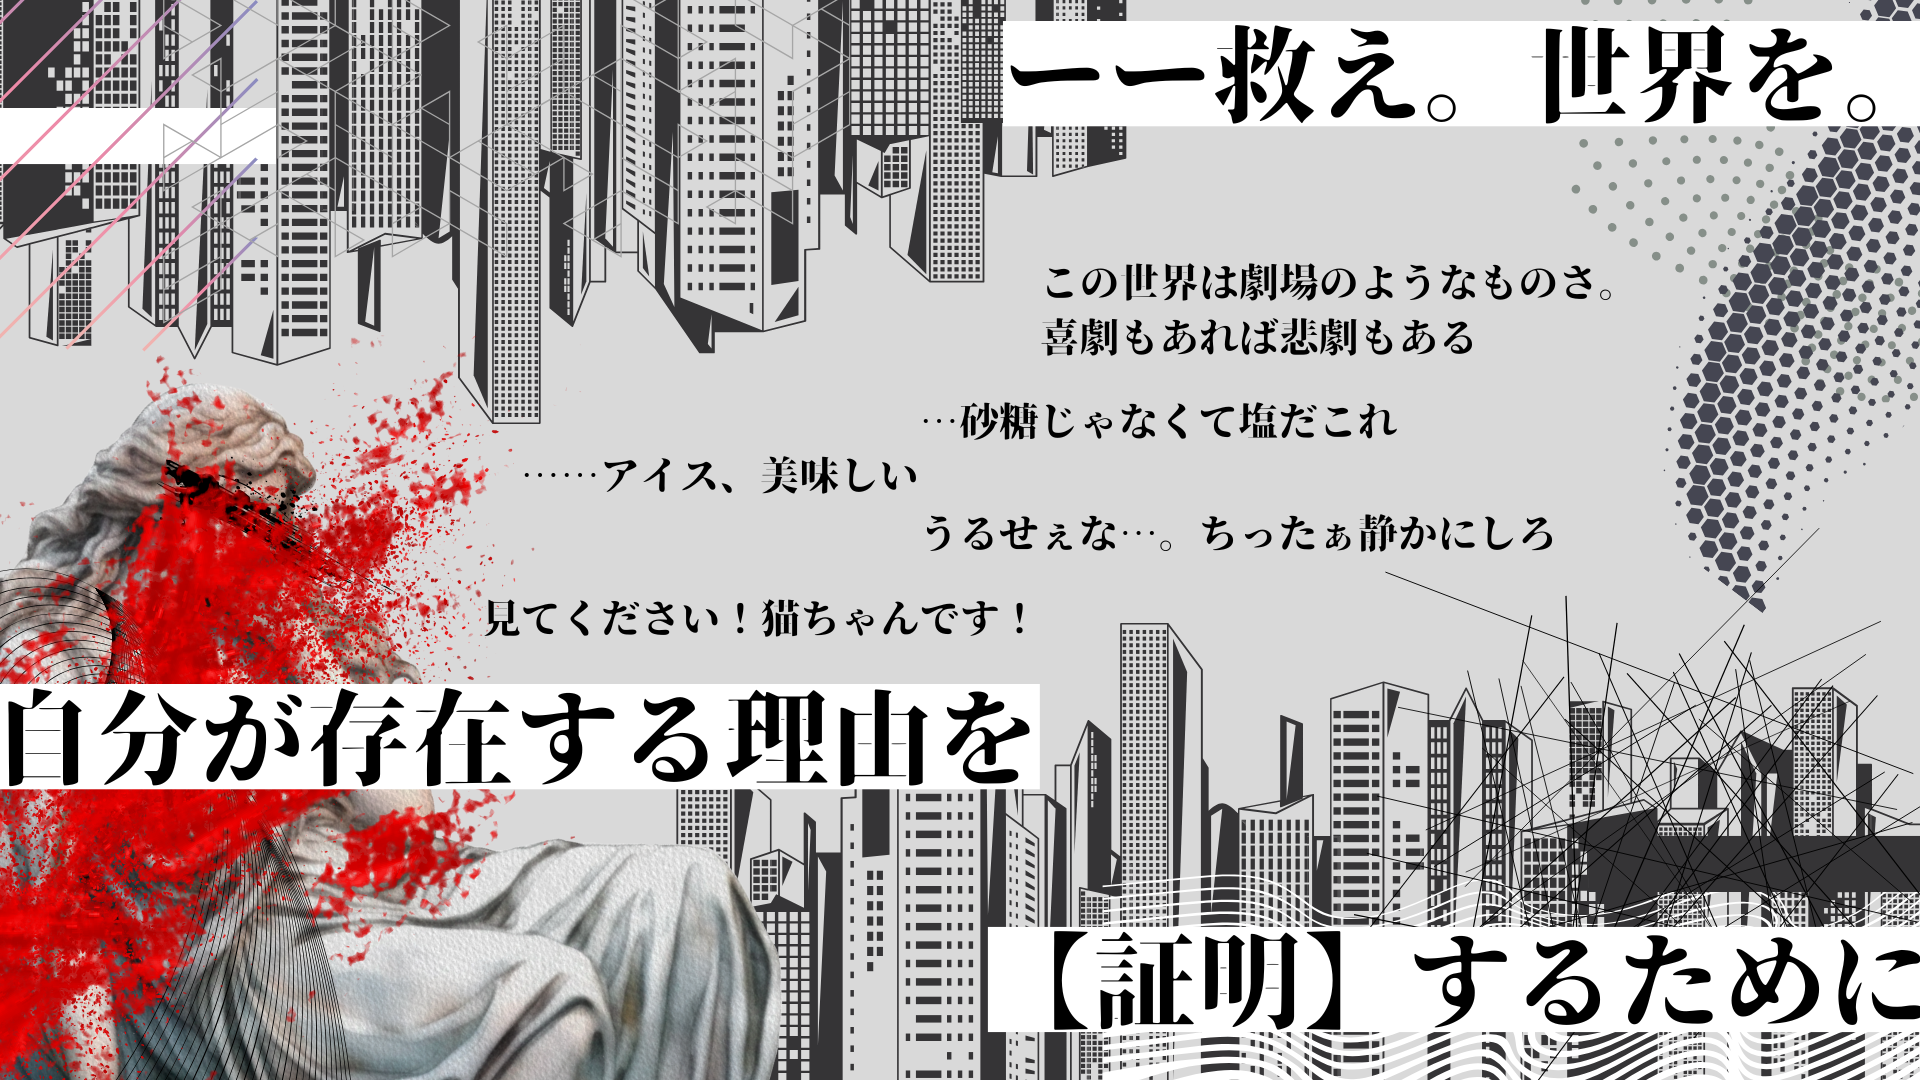 ーー救え。 世界を。
この世界は劇場のようなものさ。
喜劇もあれば悲劇もある
…砂糖じゃなくて塩だこれ
……アイス、美味しい
うるせぇな…。ちったぁ静かにしろ
見てください！猫ちゃんです！
自分が存在する理由を
【証明】するために